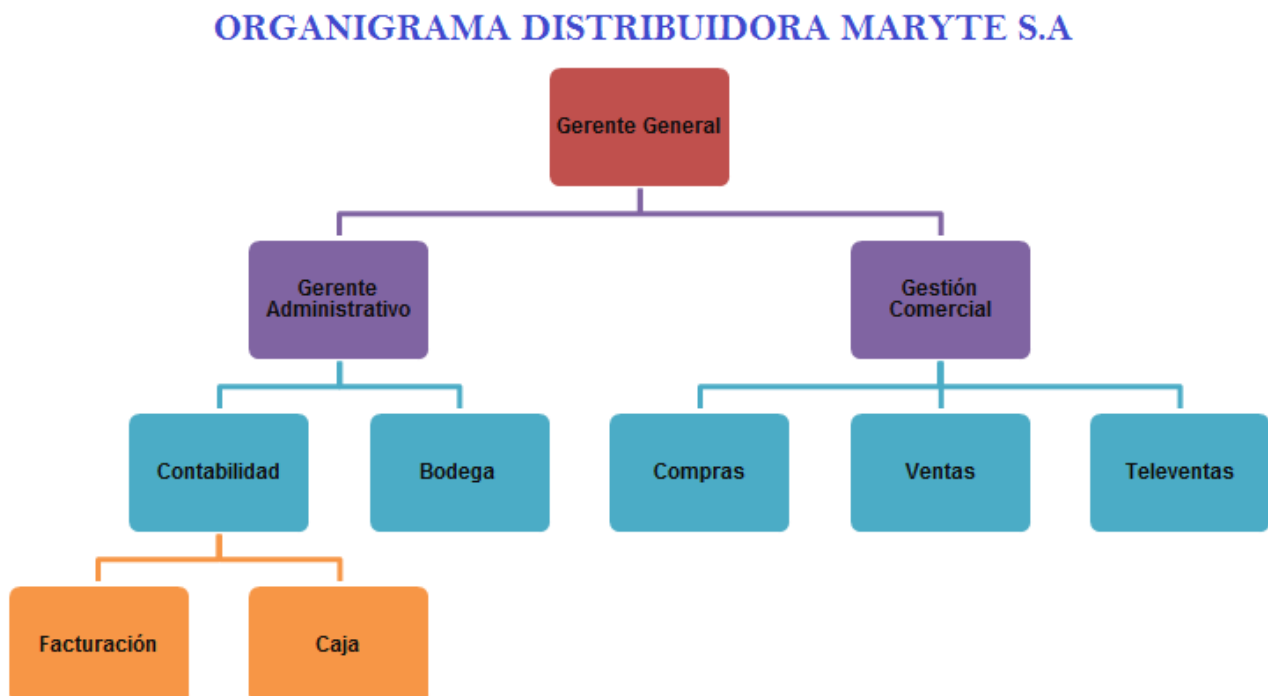 ORGANIGRAMA DISTRIBUIDORA MARYTE S.A
Gerente General
Gerente
Administrativo
Gestión
Comercial
Contabilidad
Bodega
Compras
Ventas
Televentas
Facturación
Caja